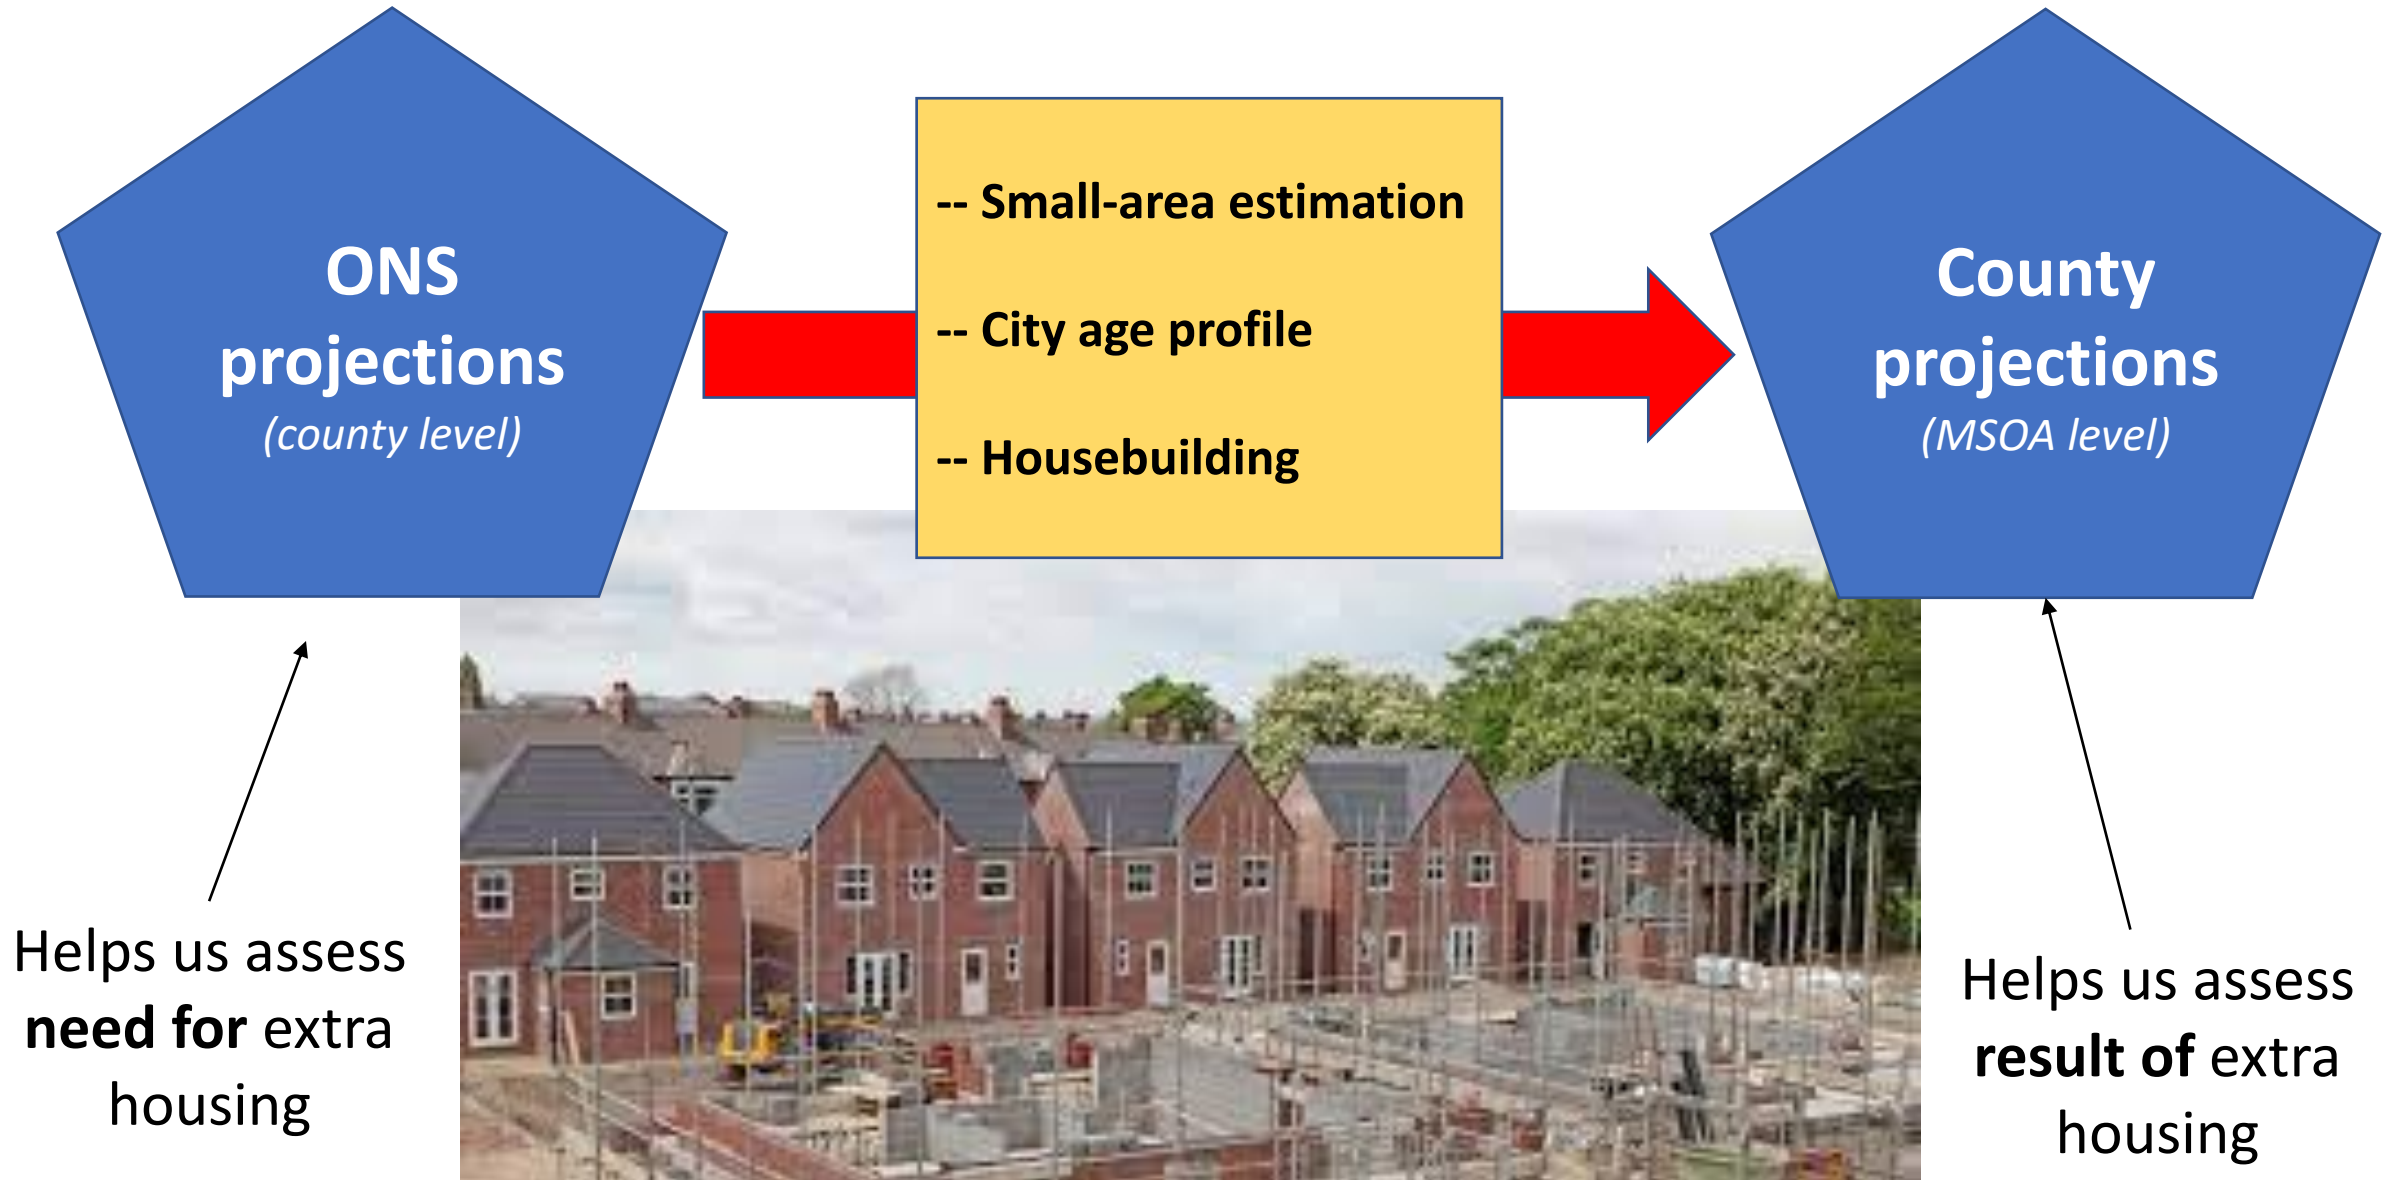 ONS
projections
(county level)
-- Small-area estimation
-- City age profile
-- Housebuilding
County
projections
(MSOA level)
Helps us assess
need for extra
housing
Helps us assess
result of extra
housing